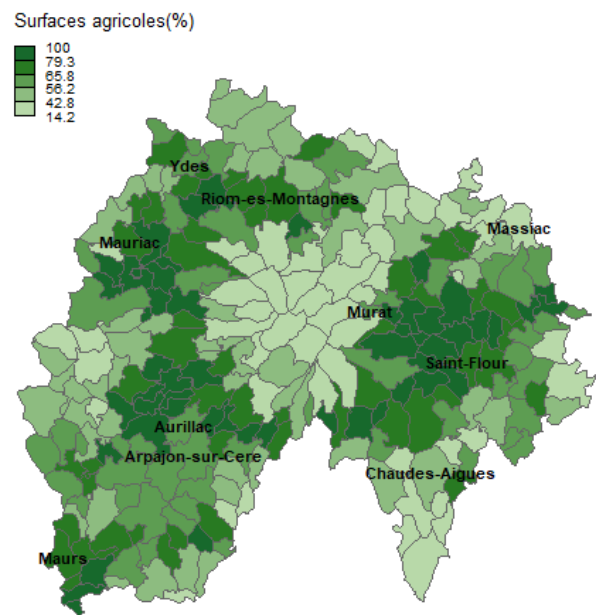 Surfaces agricoles(%)
100
79.3
65.8
56.2
42.8
14.2
Ydes
Riom-es-Montagnes
Massiac
Mauriac
Murat
Saint-Flour
Aurillac
Arpajon-sur-Cere
Chaudes-Aigues
Maurs